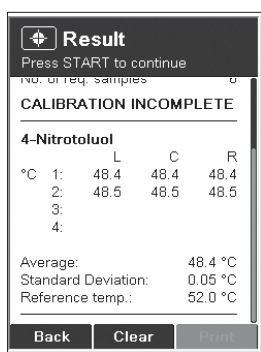 Result
Press START to continue
No. of req. samples 6
CALIBRATION INCOMPLETE
4-Nitrotoluol
L C R
°C 1: 48.4 48.4 48.4
2: 48.5 48.5 48.5
3:
4:
Average: 48.4 °C
Standard Deviation: 0.05 °C
Reference temp.: 52.0 °C
Back Clear Print